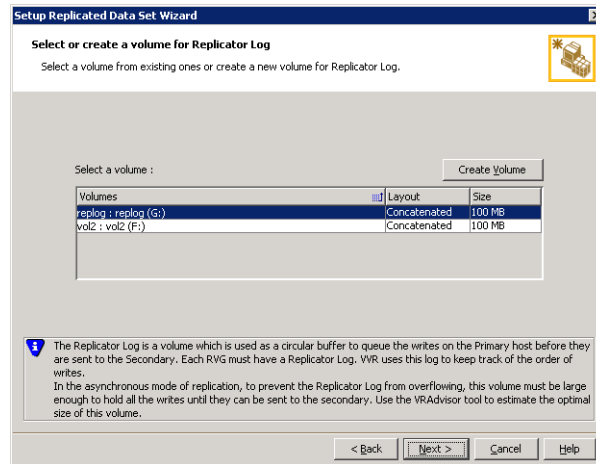 Setup Replicated Data Set Wizard
Select or create a volume for Replicator Log
Select a volume from existing ones or create a new volume for Replicator Log.
Select a volume :
Create Volume
Volumes Layout Size
replog : replog (G:) Concatenated 100 MB
vol2 : vol2 (F:) Concatenated 100 MB
The Replicator Log is a volume which is used as a circular buffer to queue the writes on the Primary host before they
are sent to the Secondary. Each RVG must have a Replicator Log. VVR uses this log to keep track of the order of
writes.
In the asynchronous mode of replication, to prevent the Replicator Log from overflowing, this volume must be large
enough to hold all the writes until they can be sent to the secondary. Use the VRAdvisor tool to estimate the optimal
size of this volume.
< Back Next > Cancel Help